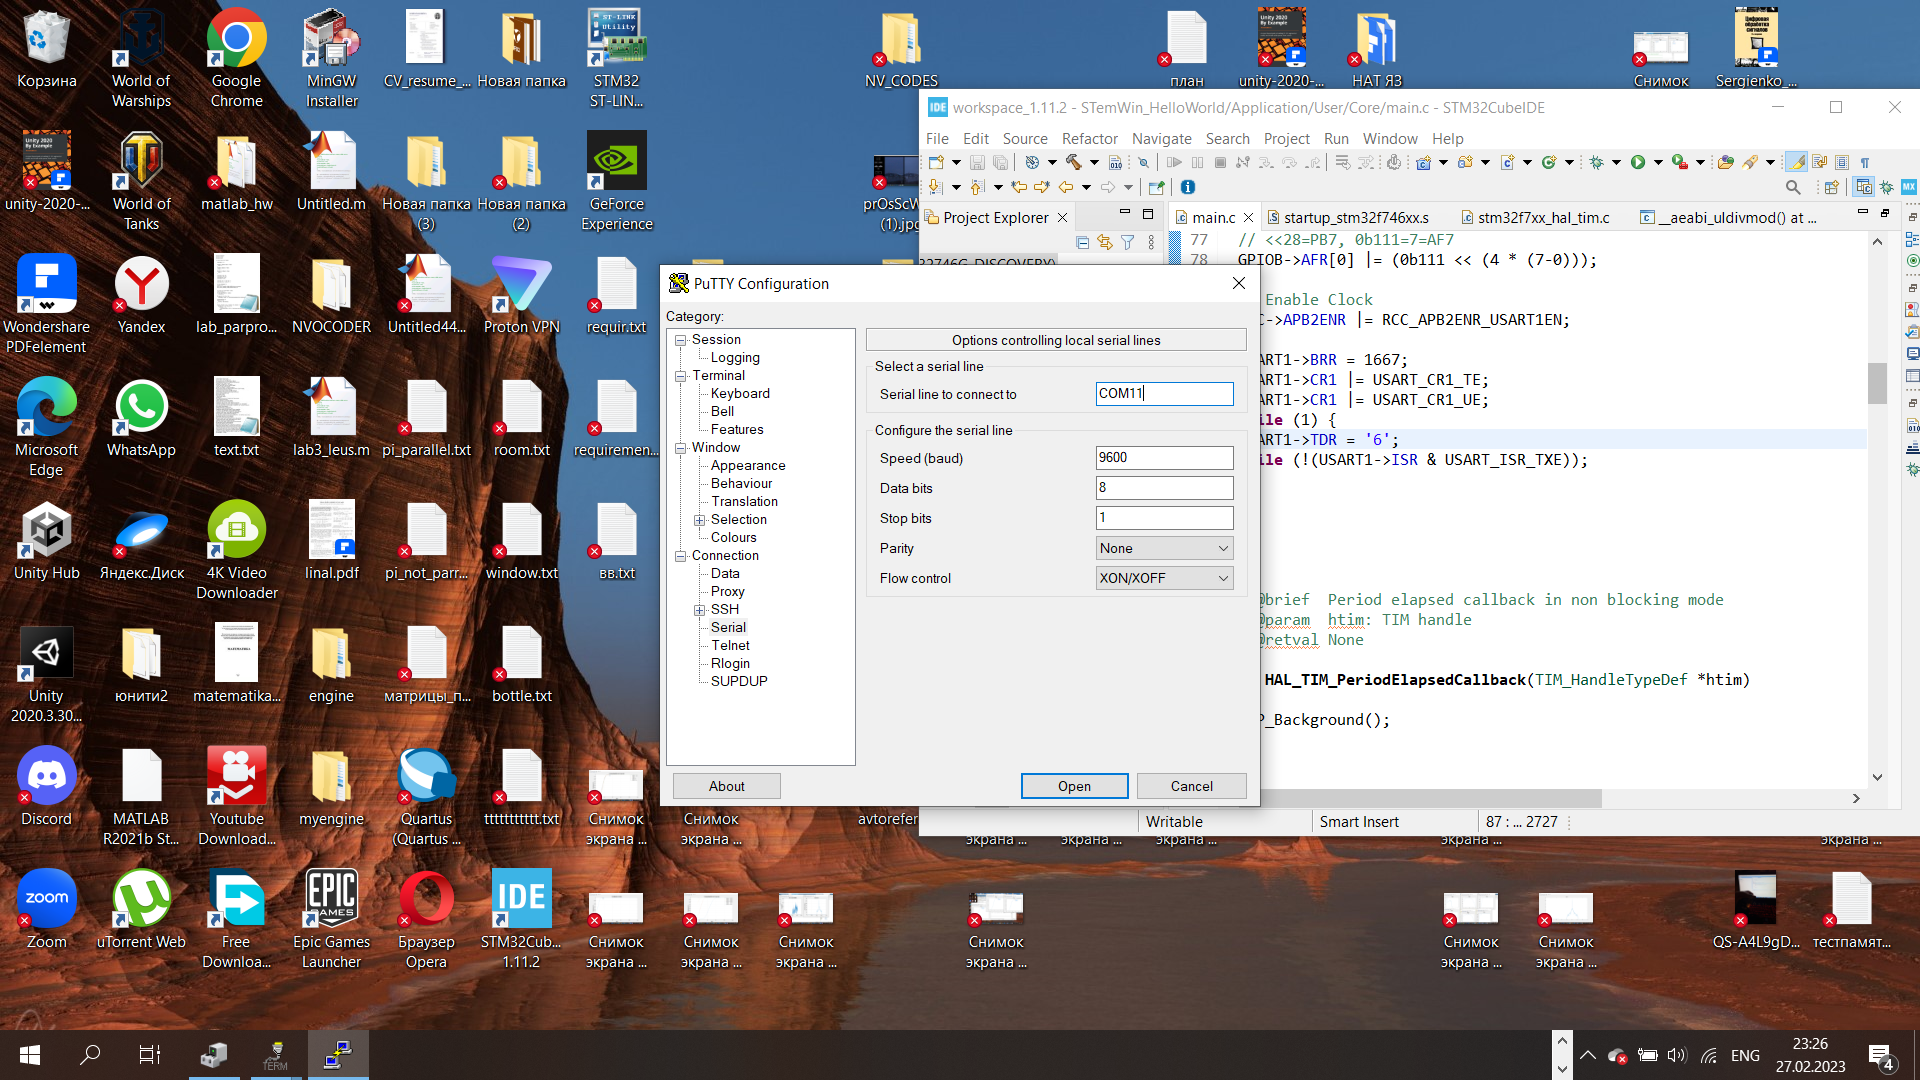 Корзина
World of
Warships
Google
Chrome
MinGW
Installer
CV_resume_...
Новая папка
STM32
ST-LIN...
NV_CODES
план
unity-2020-...
НАТ ЯЗ
Снимок
Sergienko_...
unity-2020-...
World of
Tanks
matlab_hw
Untitled.m
Новая папка
(3)
Новая папка
(2)
GeForce
Experience
prOsScW
(1).jpg
Wondershare
PDFelement
Yandex
lab_parpro...
NVOCODER
Untitled44...
Proton VPN
requir.txt
Microsoft
Edge
WhatsApp
text.txt
lab3_leus.m
pi_parallel.txt
room.txt
requiremen...
Unity Hub
Яндекс.Диск
4K Video
Downloader
linal.pdf
pi_not_parr...
window.txt
вв.txt
Unity
2020.3.30...
юнити2
matematika...
engine
матрицы_п...
bottle.txt
Discord
MATLAB
R2021b St...
Youtube
Download...
myengine
Quartus
(Quartus ...
ttttttttttt.txt
Снимок
экрана ...
Снимок
экрана ...
avtorefer
экрана ...
экрана ...
экрана ...
экрана ...
экрана ...
Zoom
uTorrent Web
Free
Downloa...
Epic Games
Launcher
Браузер
Opera
STM32Cub...
1.11.2
Снимок
экрана ...
Снимок
экрана ...
Снимок
экрана ...
Снимок
экрана ...
Снимок
экрана ...
Снимок
экрана ...
QS-A4L9gD...
тестпамят...
IDE workspace_1.11.2 - STemWin_HelloWorld/Application/User/Core/main.c - STM32CubeIDE
File Edit Source Refactor Navigate Search Project Run Window Help
Project Explorer
main.c
startup_stm32f746xx.s
stm32f7xx_hal_tim.c
__aeabi_uldivmod() at ...
32746G_DISCOVERY)
77 // <<28=PB7, 0b111=7=AF7
78 GPIOB->AFR[0] |= (0b111 << (4 * (7-0)));
Enable Clock
C->APB2ENR |= RCC_APB2ENR_USART1EN;
ART1->BRR = 1667;
ART1->CR1 |= USART_CR1_TE;
ART1->CR1 |= USART_CR1_UE;
ile (1) {
ART1->TDR = '6';
ile (!(USART1->ISR & USART_ISR_TXE));
@brief  Period elapsed callback in non blocking mode
@param  htim: TIM handle
@retval None
HAL_TIM_PeriodElapsedCallback(TIM_HandleTypeDef *htim)
P_Background();
Writable
Smart Insert
87 : ... 2727
PuTTY Configuration
Category:
Session
Logging
Terminal
Keyboard
Bell
Features
Window
Appearance
Behaviour
Translation
Selection
Colours
Connection
Data
Proxy
SSH
Serial
Telnet
Rlogin
SUPDUP
Options controlling local serial lines
Select a serial line
Serial line to connect to COM11
Configure the serial line
Speed (baud) 9600
Data bits 8
Stop bits 1
Parity None
Flow control XON/XOFF
About
Open
Cancel
TERM
ENG
23:26
27.02.2023
4